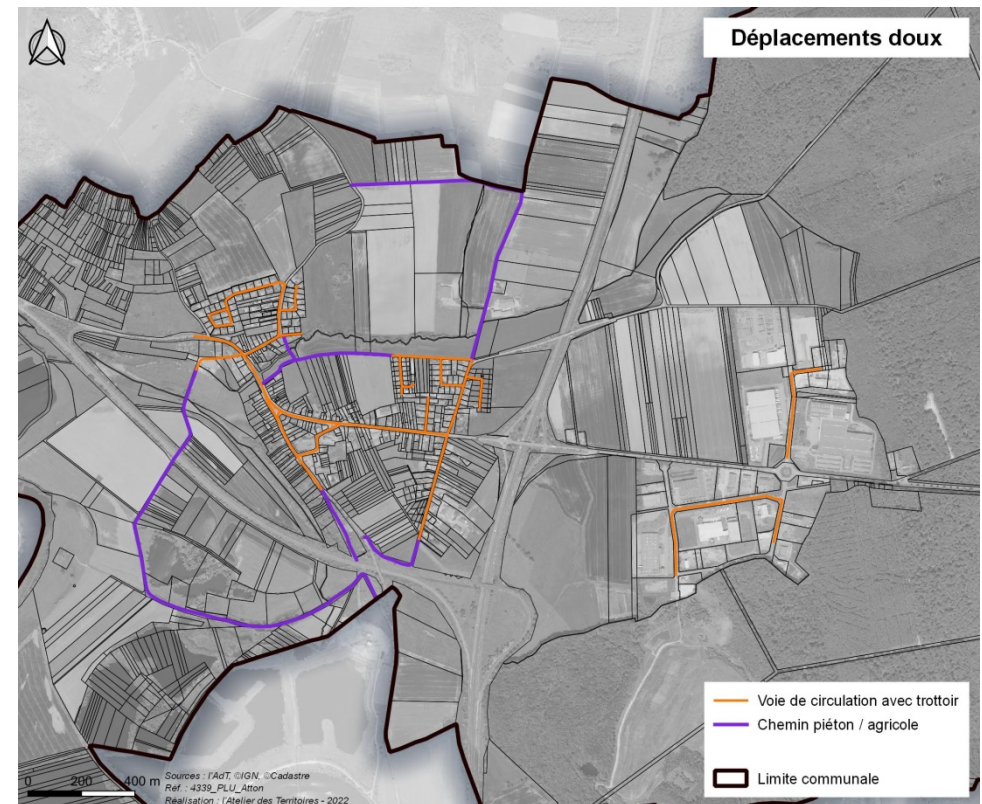 Déplacements doux
Voie de circulation avec trottoir
Chemin piéton / agricole
Limite communale
0 200 400 m
Sources : l'AdT, ©IGN, ©Cadastre
Réf. : 4339_PLU_Atton
Réalisation : l'Atelier des Territoires - 2022